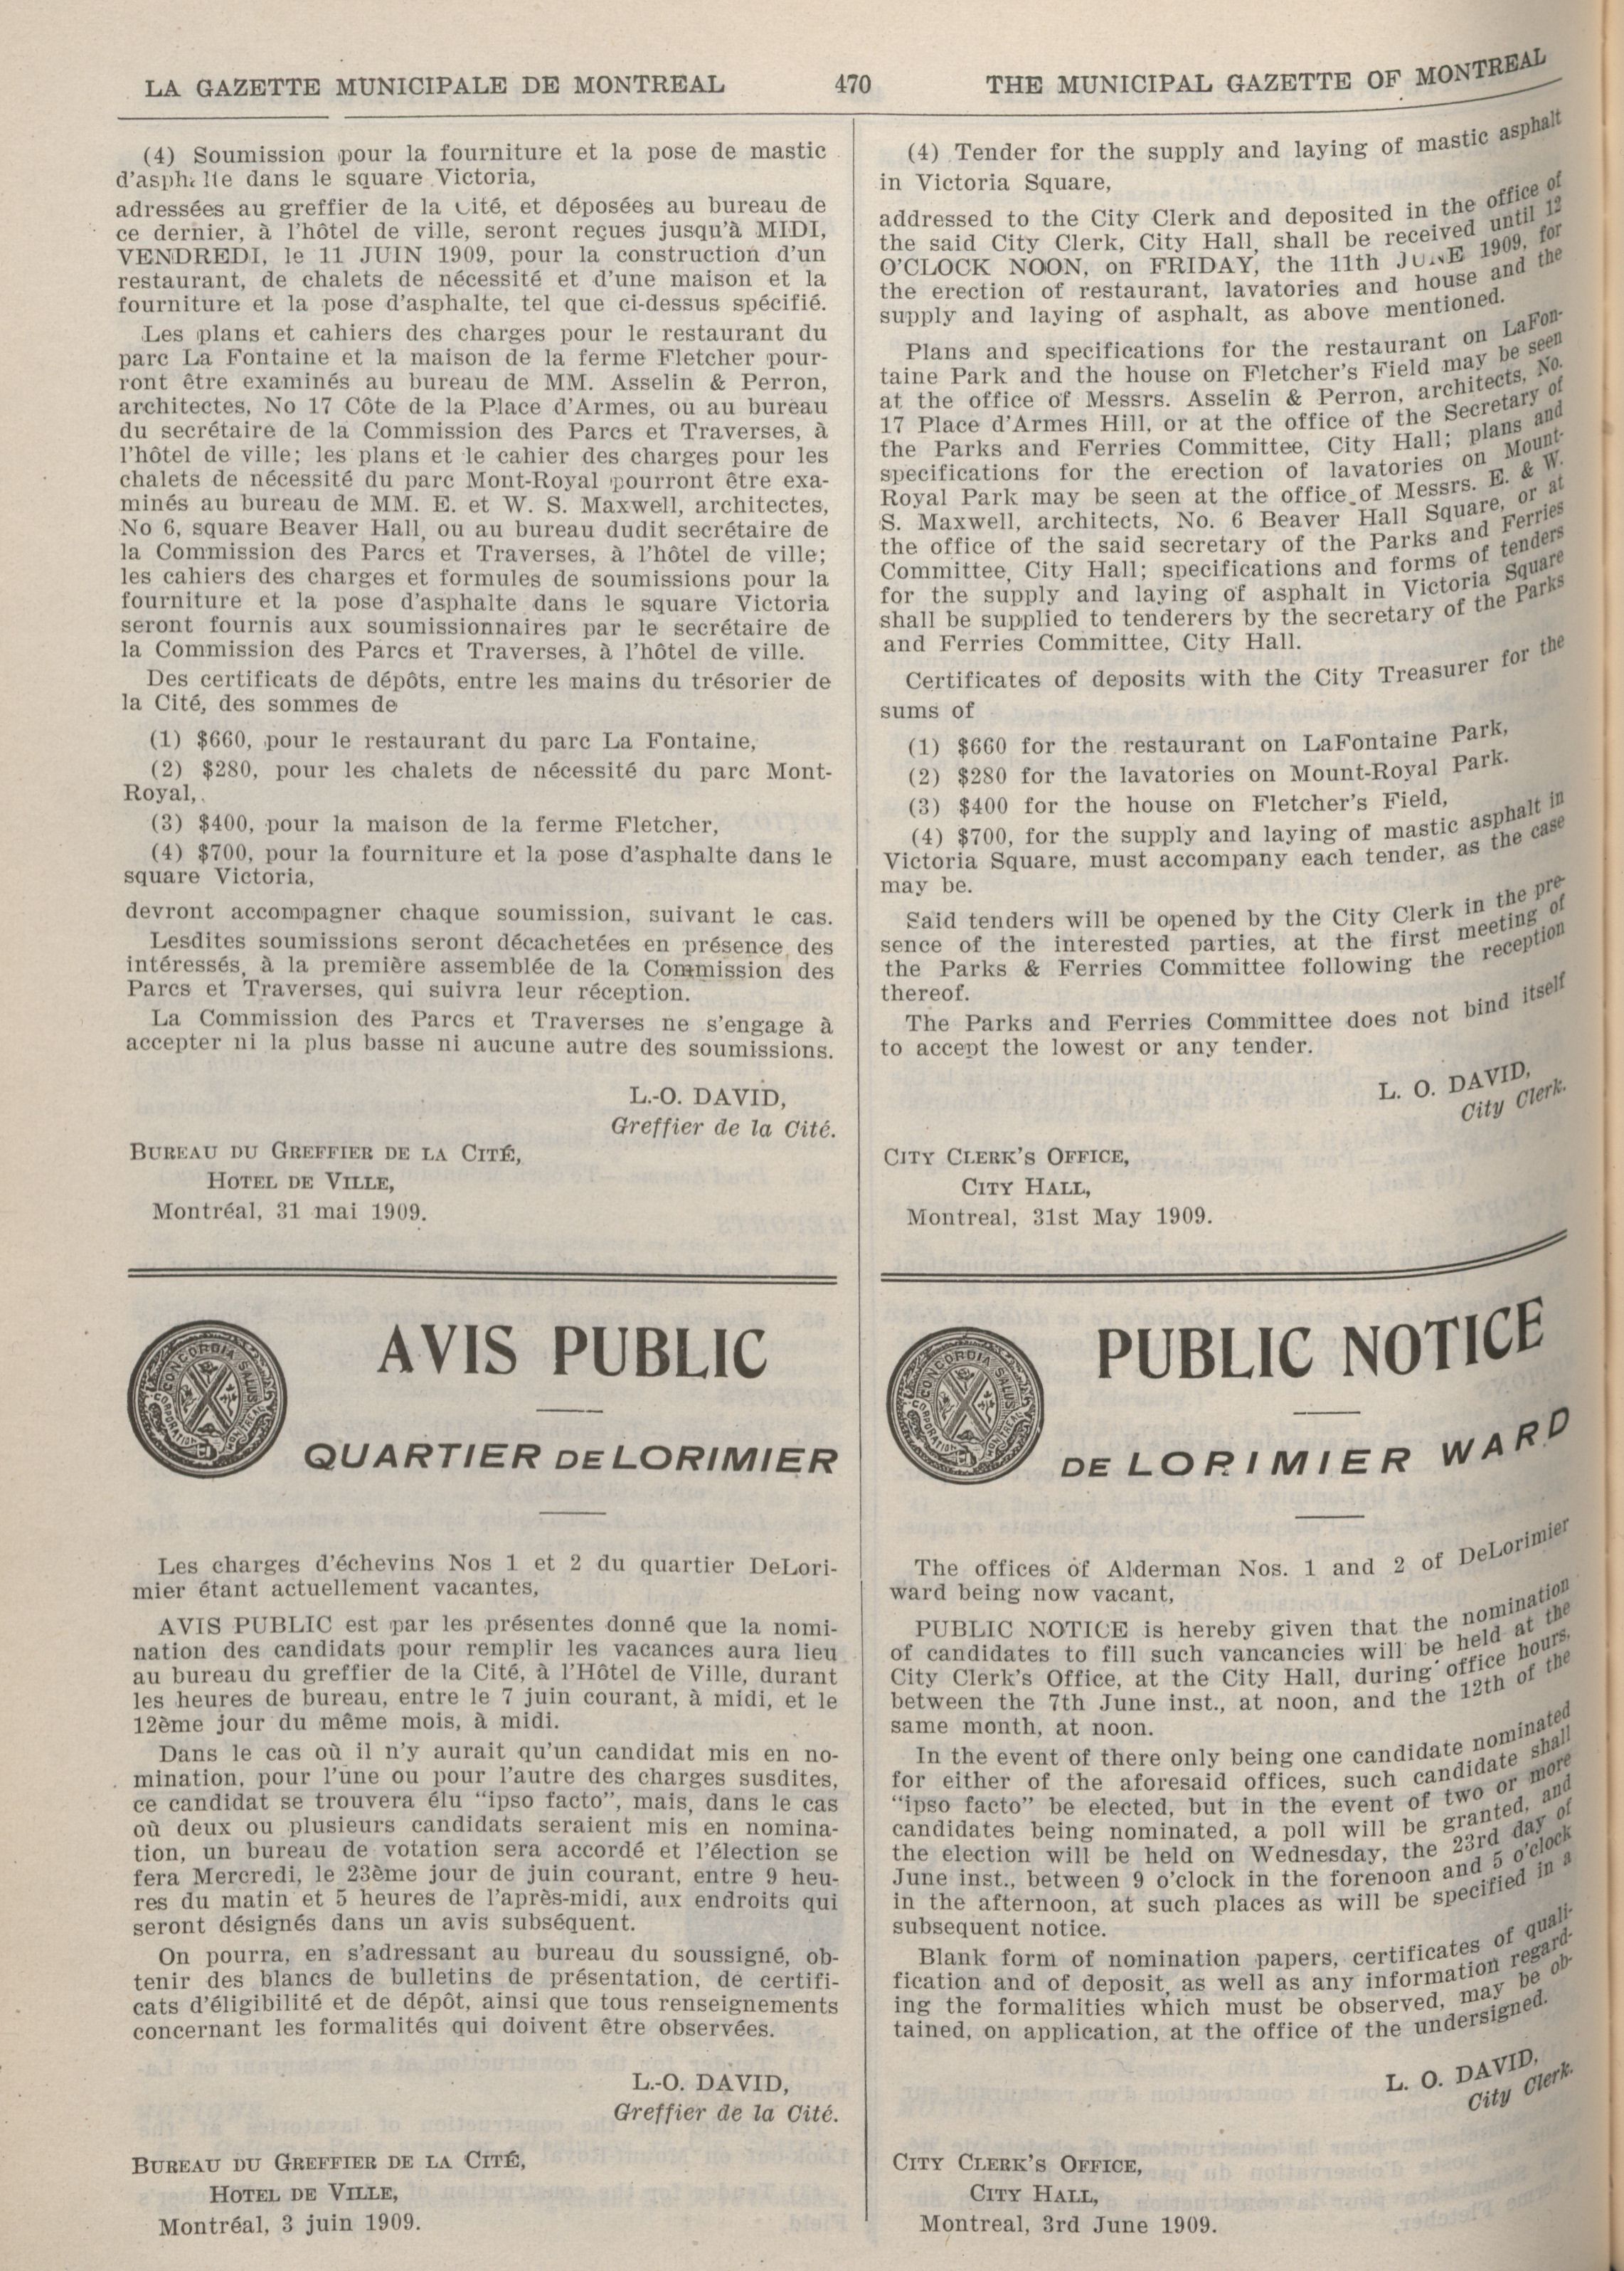 LA GAZETTE MUNICIPALE DE MONTREAL 470 THE MUNICIPAL GAZETTE OF MONTREAL
(4) Soumission pour la fourniture et la pose de mastic
d'asphalte dans le square Victoria,
adressées au greffier de la Cité, et déposées au bureau de
ce dernier, à l'hôtel de ville, seront reçues jusqu'à MIDI,
VENDREDI, le 11 JUIN 1909, pour la construction d'un
restaurant, de chalets de nécessité et d'une maison et la
fourniture et la pose d'asphalte, tel que ci-dessus spécifié.
Les plans et cahiers des charges pour le restaurant du
parc La Fontaine et la maison de la ferme Fletcher pour-
ront être examinés au bureau de MM. Asselin & Perron,
architectes, No 17 Côte de la Place d'Armes, ou au bureau
du secrétaire de la Commission des Parcs et Traverses, à
l'hôtel de ville; les plans et le cahier des charges pour les
chalets de nécessité du parc Mont-Royal pourront être exa-
minés au bureau de MM. E. et W. S. Maxwell, architectes,
No 6, square Beaver Hall, ou au bureau dudit secrétaire de
la Commission des Parcs et Traverses, à l'hôtel de ville;
les cahiers des charges et formules de soumissions pour la
fourniture et la pose d'asphalte dans le square Victoria
seront fournis aux soumissionnaires par le secrétaire de
la Commission des Parcs et Traverses, à l'hôtel de ville.
Des certificats de dépôts, entre les mains du trésorier de
la Cité, des sommes de
(1) $660, pour le restaurant du parc La Fontaine,
(2) $280, pour les chalets de nécessité du parc Mont-
Royal,
(3) $400, pour la maison de la ferme Fletcher,
(4) $700, pour la fourniture et la pose d'asphalte dans le
square Victoria,
devront accompagner chaque soumission, suivant le cas.
Lesdites soumissions seront décachetées en présence des
intéressés, à la première assemblée de la Commission des
Parcs et Traverses, qui suivra leur réception.
La Commission des Parcs et Traverses ne s'engage à
accepter ni la plus basse ni aucune autre des soumissions.
L.-O. DAVID,
Greffier de la Cité.
BUREAU DU GREFFIER DE LA CITÉ,
HOTEL DE VILLE,
Montréal, 31 mai 1909.
AVIS PUBLIC
QUARTIER DE LORIMIER
CONCORDIA SALUS
CORPORATION MONTREAL
Les charges d'échevins Nos 1 et 2 du quartier DeLori-
mier étant actuellement vacantes,
AVIS PUBLIC est par les présentes donné que la nomi-
nation des candidats pour remplir les vacances aura lieu
au bureau du greffier de la Cité, à l'Hôtel de Ville, durant
les heures de bureau, entre le 7 juin courant, à midi, et le
12ème jour du même mois, à midi.
Dans le cas où il n'y aurait qu'un candidat mis en no-
mination, pour l'une ou pour l'autre des charges susdites,
ce candidat se trouvera élu "ipso facto", mais, dans le cas
où deux ou plusieurs candidats seraient mis en nomina-
tion, un bureau de votation sera accordé et l'élection se
fera Mercredi, le 23ème jour de juin courant, entre 9 heu-
res du matin et 5 heures de l'après-midi, aux endroits qui
seront désignés dans un avis subséquent.
On pourra, en s'adressant au bureau du soussigné, ob-
tenir des blancs de bulletins de présentation, de certifi-
cats d'éligibilité et de dépôt, ainsi que tous renseignements
concernant les formalités qui doivent être observées.
L.-O. DAVID,
Greffier de la Cité.
BUREAU DU GREFFIER DE LA CITÉ,
HOTEL DE VILLE,
Montréal, 3 juin 1909.
(4) Tender for the supply and laying of mastic asphalt
in Victoria Square,
addressed to the City Clerk and deposited in the office of
the said City Clerk, City Hall, shall be received until 12
O'CLOCK NOON, on FRIDAY, the 11th JUNE 1909, for
the erection of restaurant, lavatories and house and the
supply and laying of asphalt, as above mentioned.
Plans and specifications for the restaurant on LaFon-
taine Park and the house on Fletcher's Field may be seen
at the office of Messrs. Asselin & Perron, architects, No.
17 Place d'Armes Hill, or at the office of the Secretary of
the Parks and Ferries Committee, City Hall; plans and
specifications for the erection of lavatories on Mount-
Royal Park may be seen at the office of Messrs. E. & W.
S. Maxwell, architects, No. 6 Beaver Hall Square, or at
the office of the said secretary of the Parks and Ferries
Committee, City Hall; specifications and forms of tenders
for the supply and laying of asphalt in Victoria Square
shall be supplied to tenderers by the secretary of the Parks
and Ferries Committee, City Hall.
Certificates of deposits with the City Treasurer for the
sums of
(1) $660 for the restaurant on LaFontaine Park,
(2) $280 for the lavatories on Mount-Royal Park.
(3) $400 for the house on Fletcher's Field,
(4) $700, for the supply and laying of mastic asphalt in
Victoria Square, must accompany each tender, as the case
may be.
Said tenders will be opened by the City Clerk in the pre-
sence of the interested parties, at the first meeting of
the Parks & Ferries Committee following the reception
thereof.
The Parks and Ferries Committee does not bind itself
to accept the lowest or any tender.
L. O. DAVID,
City Clerk.
CITY CLERK'S OFFICE,
CITY HALL,
Montreal, 31st May 1909.
PUBLIC NOTICE
DE LORIMIER WARD
CONCORDIA SALUS
CORPORATION MONTREAL
The offices of Alderman Nos. 1 and 2 of DeLorimier
ward being now vacant,
PUBLIC NOTICE is hereby given that the nomination
of candidates to fill such vancancies will be held at the
City Clerk's Office, at the City Hall, during office hours,
between the 7th June inst., at noon, and the 12th of the
same month, at noon.
In the event of there only being one candidate nominated
for either of the aforesaid offices, such candidate shall
"ipso facto" be elected, but in the event of two or more
candidates being nominated, a poll will be granted, and
the election will be held on Wednesday, the 23rd day of
June inst., between 9 o'clock in the forenoon and 5 o'clock
in the afternoon, at such places as will be specified in a
subsequent notice.
Blank form of nomination papers, certificates of quali-
fication and of deposit, as well as any information regard-
ing the formalities which must be observed, may be ob-
tained, on application, at the office of the undersigned.
L. O. DAVID,
City Clerk.
CITY CLERK'S OFFICE,
CITY HALL,
Montreal, 3rd June 1909.